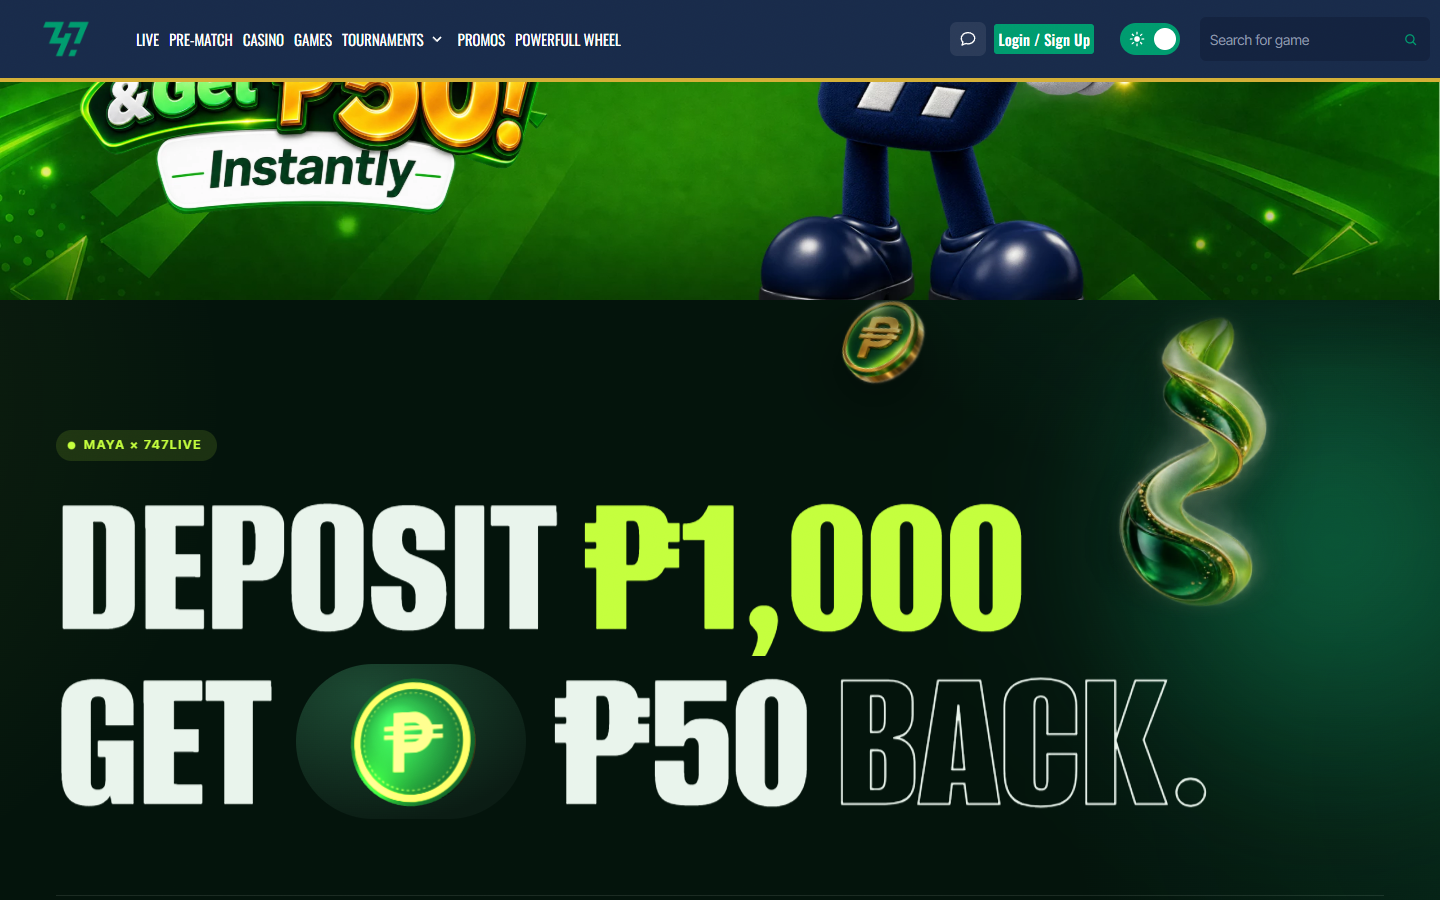 747
LIVE PRE-MATCH CASINO GAMES TOURNAMENTS PROMOS POWERFULL WHEEL
Login / Sign Up
Search for game
&Get ₱50!
Instantly
MAYA × 747LIVE
DEPOSIT ₱1,000
GET ₱ ₱50 BACK.